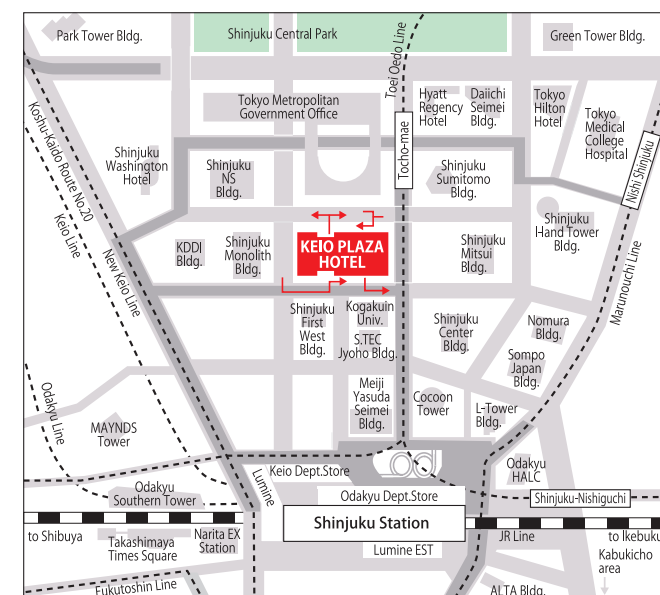 Park Tower Bldg.
Shinjuku Central Park
Toei Oedo Line
Green Tower Bldg.
Tokyo Metropolitan
Government Office
Hyatt
Regency
Hotel
Daiichi
Seimei
Bldg.
Tokyo
Hilton
Hotel
Tokyo
Medical
College
Hospital
Koshu-Kaido Route No.20
Keio Line
New Keio Line
Shinjuku
Washington
Hotel
Shinjuku
NS
Bldg.
Tocho-mae
Shinjuku
Sumitomo
Bldg.
Nishi Shinjuku
KDDI
Bldg.
Shinjuku
Monolith
Bldg.
KEIO PLAZA
HOTEL
Shinjuku
Mitsui
Bldg.
Shinjuku
I-Land Tower
Bldg.
Marunouchi Line
Shinjuku
First
West
Bldg.
Kogakuin
Univ.
S.TEC
Jyoho Bldg.
Shinjuku
Center
Bldg.
Nomura
Bldg.
Sompo
Japan
Bldg.
Meiji
Yasuda
Seimei
Bldg.
Cocoon
Tower
L-Tower
Bldg.
Odakyu Line
MAYNDS
Tower
Odakyu
Southern Tower
Lumine
Keio Dept.Store
Odakyu
HALC
Odakyu Dept.Store
Shinjuku-Nishiguchi
Shinjuku Station
to Shibuya
Takashimaya
Times Square
Narita EX
Station
Lumine EST
JR Line
to Ikebuku
Kabukicho
area
Fukutoshin Line
ALTA Bldg.